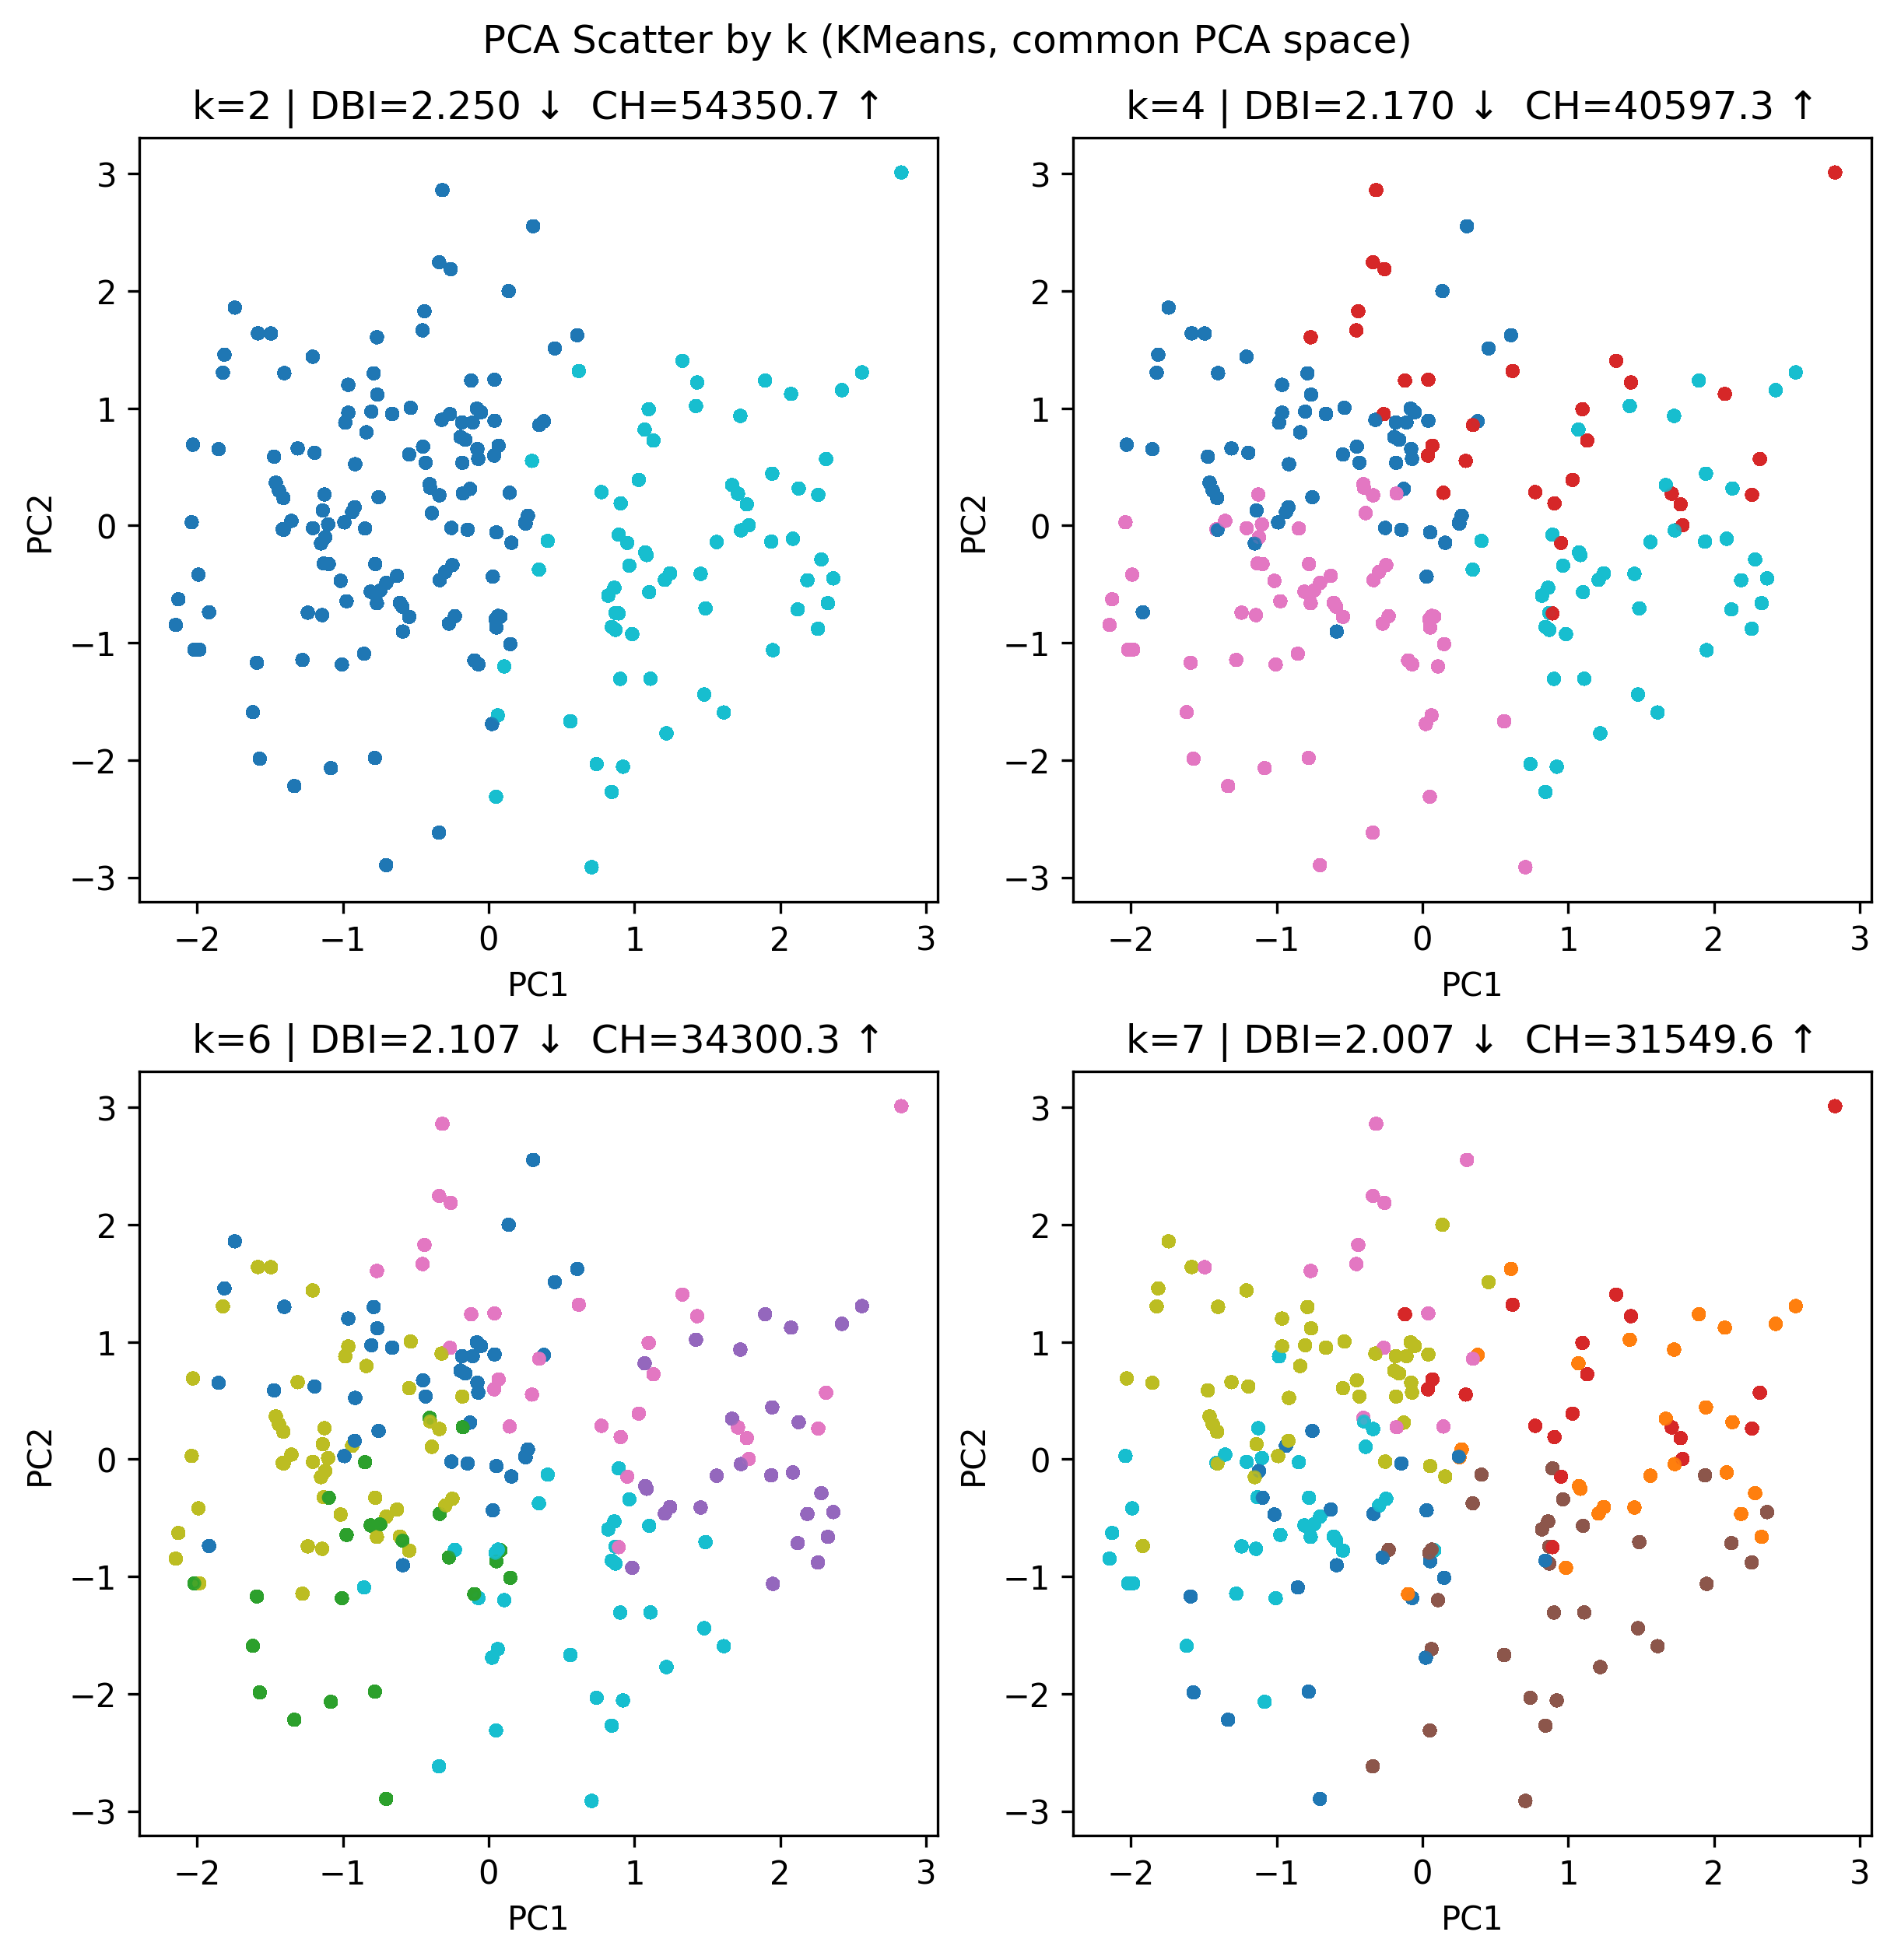 PCA Scatter by k (KMeans, common PCA space)
k=2 | DBI=2.250 ↓ CH=54350.7 ↑
k=4 | DBI=2.170 ↓ CH=40597.3 ↑
3
2
1
0
−1
−2
−3
PC2
−2 −1 0 1 2 3
PC1
3
2
1
0
−1
−2
−3
PC2
−2 −1 0 1 2 3
PC1
k=6 | DBI=2.107 ↓ CH=34300.3 ↑
k=7 | DBI=2.007 ↓ CH=31549.6 ↑
3
2
1
0
−1
−2
−3
PC2
−2 −1 0 1 2 3
PC1
3
2
1
0
−1
−2
−3
PC2
−2 −1 0 1 2 3
PC1